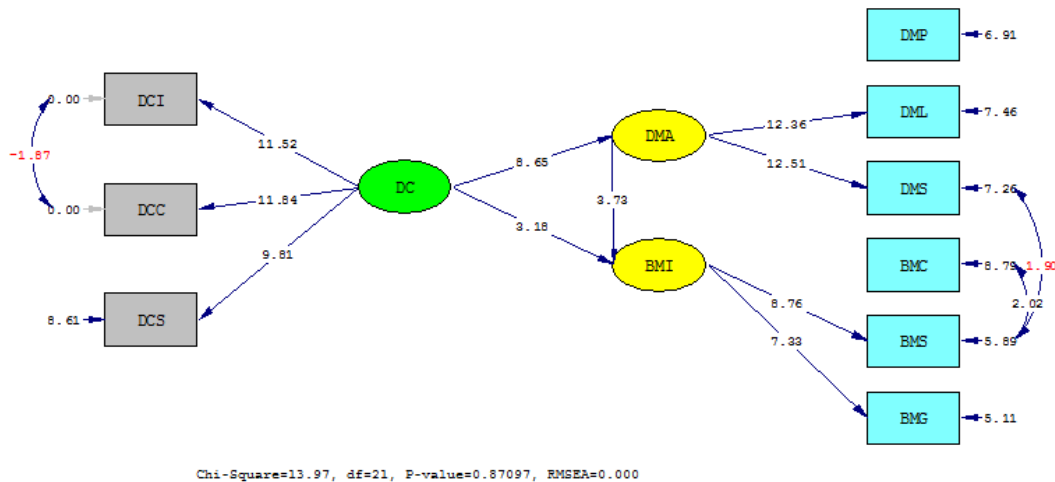 DMP
6.91
DCI
0.00
DML
7.46
12.36
-1.87
11.52
DMA
8.65
12.51
DC
DMS
7.26
DCC
0.00
11.84
3.73
3.18
9.81
BMI
BMC
8.79
1.90
8.76
2.02
DCS
8.61
7.33
BMS
5.89
BMG
5.11
Chi-Square=13.97, df=21, P-value=0.87097, RMSEA=0.000